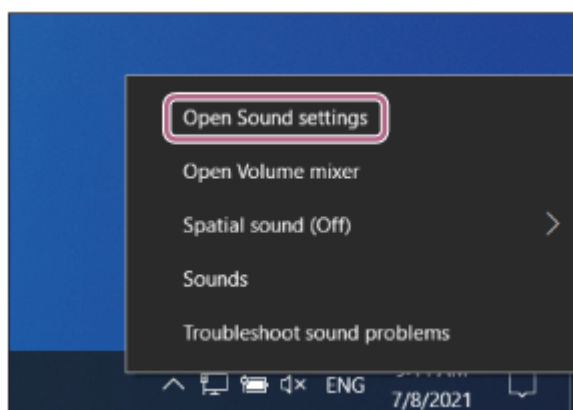 Open Sound settings
Open Volume mixer
Spatial sound (Off)
Sounds
Troubleshoot sound problems
ENG
7/8/2021